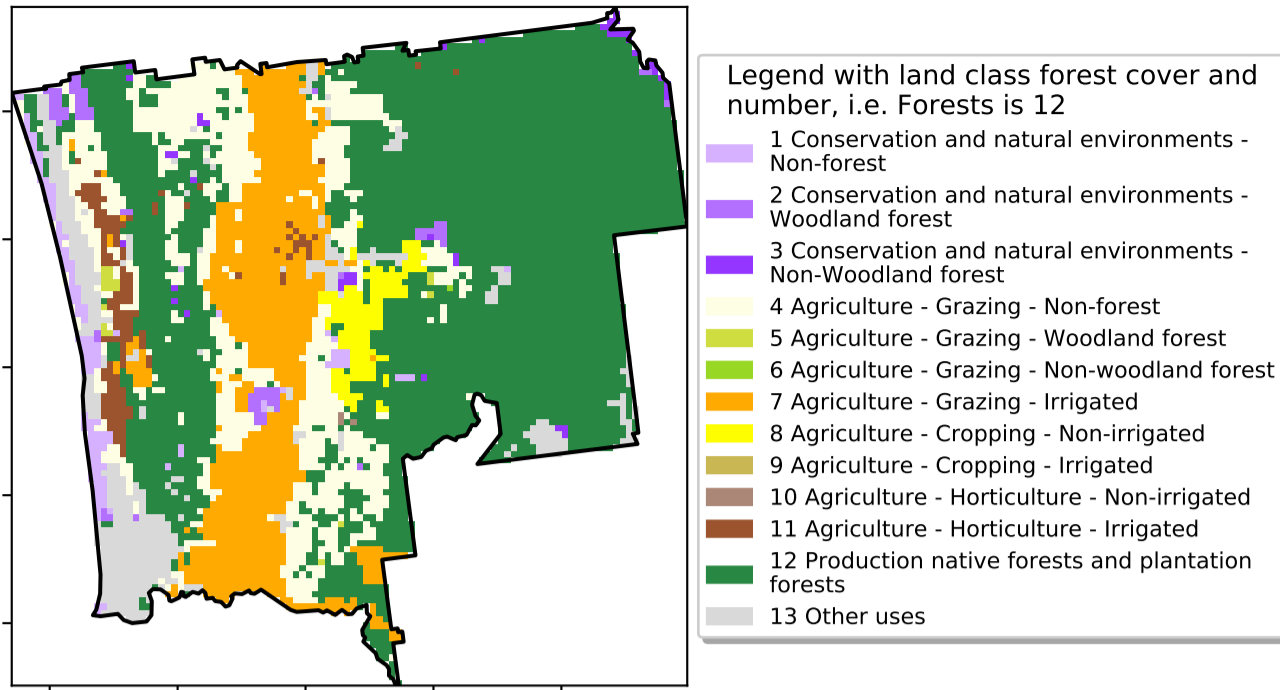 Legend with land class forest cover and
number, i.e. Forests is 12
1 Conservation and natural environments -
Non-forest
2 Conservation and natural environments -
Woodland forest
3 Conservation and natural environments -
Non-Woodland forest
4 Agriculture - Grazing - Non-forest
5 Agriculture - Grazing - Woodland forest
6 Agriculture - Grazing - Non-woodland forest
7 Agriculture - Grazing - Irrigated
8 Agriculture - Cropping - Non-irrigated
9 Agriculture - Cropping - Irrigated
10 Agriculture - Horticulture - Non-irrigated
11 Agriculture - Horticulture - Irrigated
12 Production native forests and plantation
forests
13 Other uses